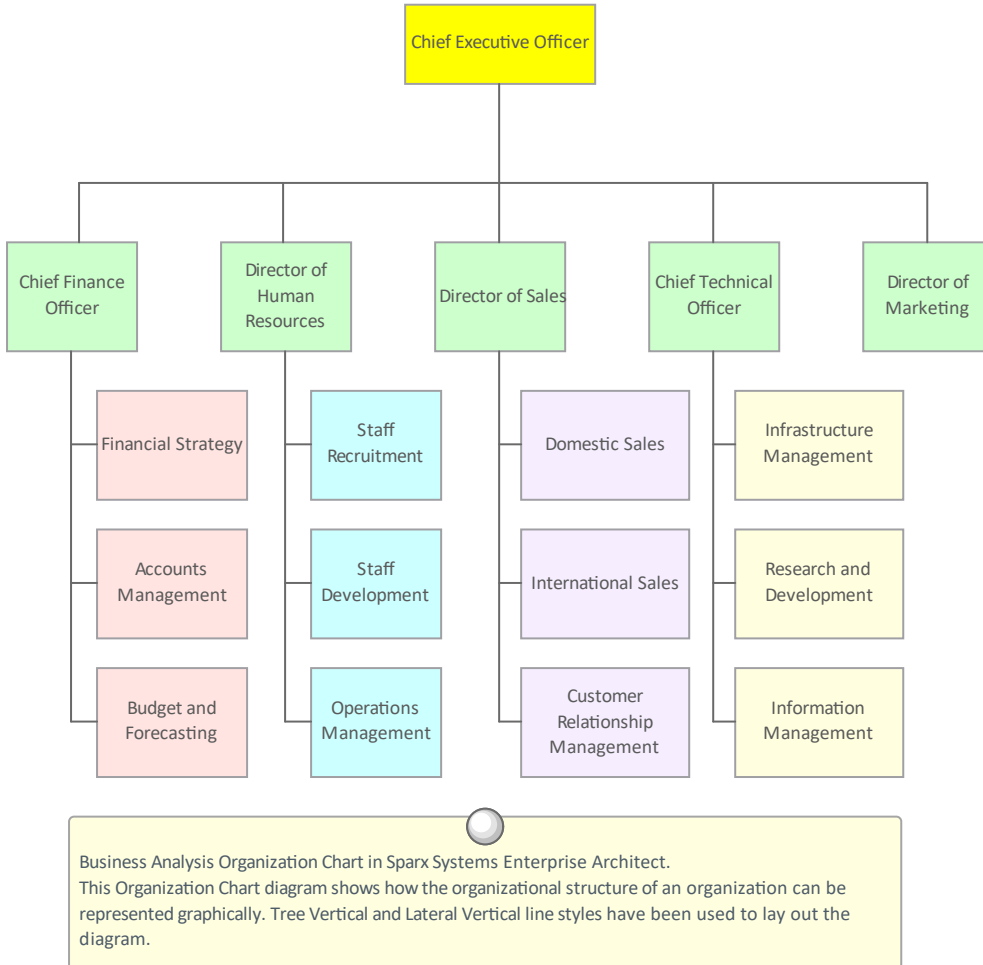 Chief Executive Officer
Chief Finance
Officer
Director of
Human
Resources
Director of Sales
Chief Technical
Officer
Director of
Marketing
Financial Strategy
Staff
Recruitment
Domestic Sales
Infrastructure
Management
Accounts
Management
Staff
Development
International Sales
Research and
Development
Budget and
Forecasting
Operations
Management
Customer
Relationship
Management
Information
Management
Business Analysis Organization Chart in Sparx Systems Enterprise Architect.
This Organization Chart diagram shows how the organizational structure of an organization can be
represented graphically. Tree Vertical and Lateral Vertical line styles have been used to lay out the
diagram.